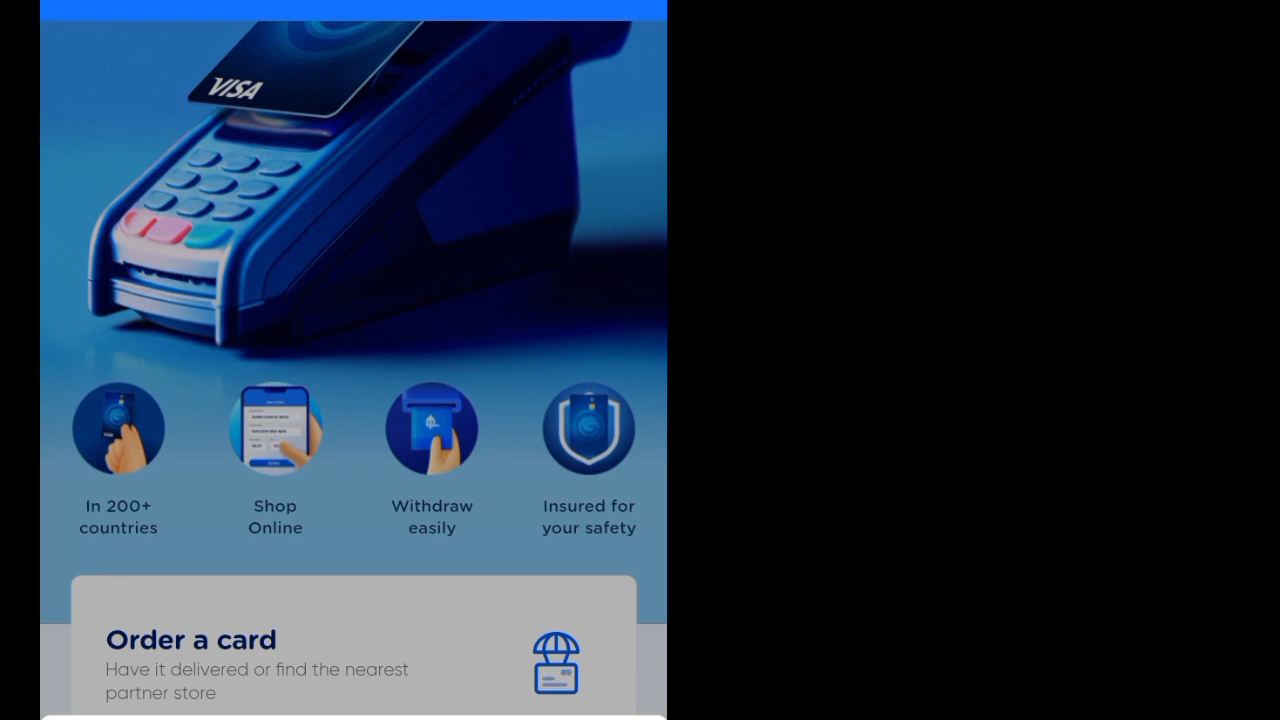 VISA
In 200+
countries
Shop
Online
Withdraw
easily
Insured for
your safety
Order a card
Have it delivered or find the nearest
partner store